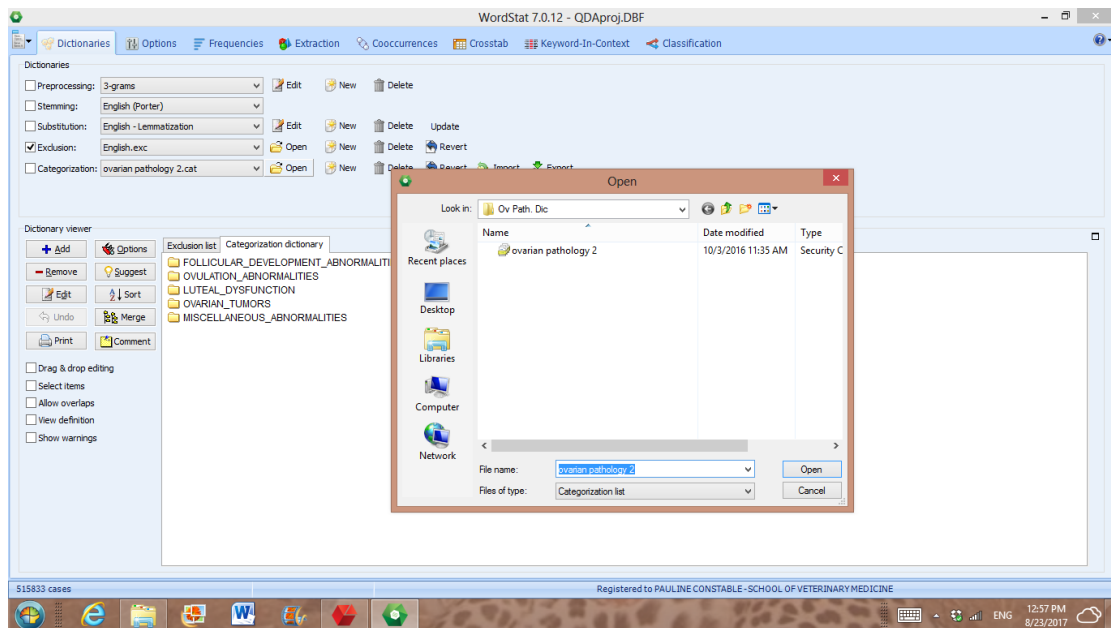 WordStat 7.0.12 - QDAproj.DBF
Dictionaries Options Frequencies Extraction Cooccurrences Crosstab Keyword-In-Context Classification
Dictionaries
Preprocessing: 3-grams Edit New Delete
Stemming: English (Porter)
Substitution: English - Lemmatization Edit New Delete Update
Exclusion: English.exc Open New Delete Revert
Categorization: ovarian pathology 2.cat Open New Delete Revert Import Export
Open
Look in: Ov Path. Dic
Name Date modified Type
ovarian pathology 2 10/3/2016 11:35 AM Security C
Recent places
Desktop
Libraries
Computer
Network
File name: ovarian pathology 2 Open
Files of type: Categorization list Cancel
Dictionary viewer
Add Options Exclusion list Categorization dictionary
Remove Suggest
Edit Sort
Undo Merge
Print Comment
FOLLICULAR_DEVELOPMENT_ABNORMALITI
OVULATION_ABNORMALITIES
LUTEAL_DYSFUNCTION
OVARIAN_TUMORS
MISCELLANEOUS_ABNORMALITIES
Drag & drop editing
Select items
Allow overlaps
View definition
Show warnings
515833 cases Registered to PAULINE CONSTABLE - SCHOOL OF VETERINARY MEDICINE
ENG 12:57 PM
8/23/2017